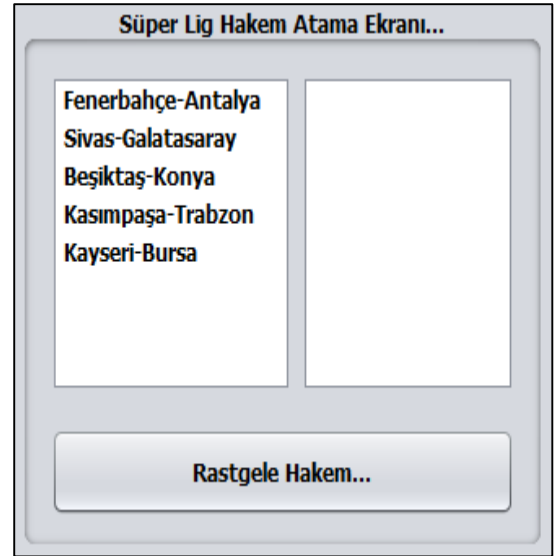 Süper Lig Hakem Atama Ekranı...
Fenerbahçe-Antalya
Sivas-Galatasaray
Beşiktaş-Konya
Kasımpaşa-Trabzon
Kayseri-Bursa
Rastgele Hakem...